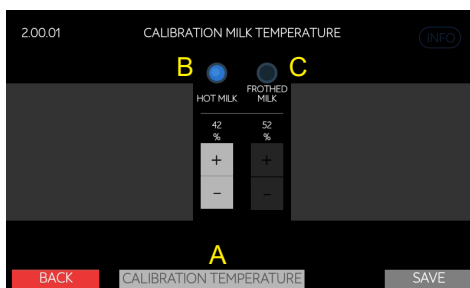 2.00.01 CALIBRATION MILK TEMPERATURE INFO
B C
HOT MILK FROTHED
MILK
42 52
% %
+ +
- -
A
BACK CALIBRATION TEMPERATURE SAVE